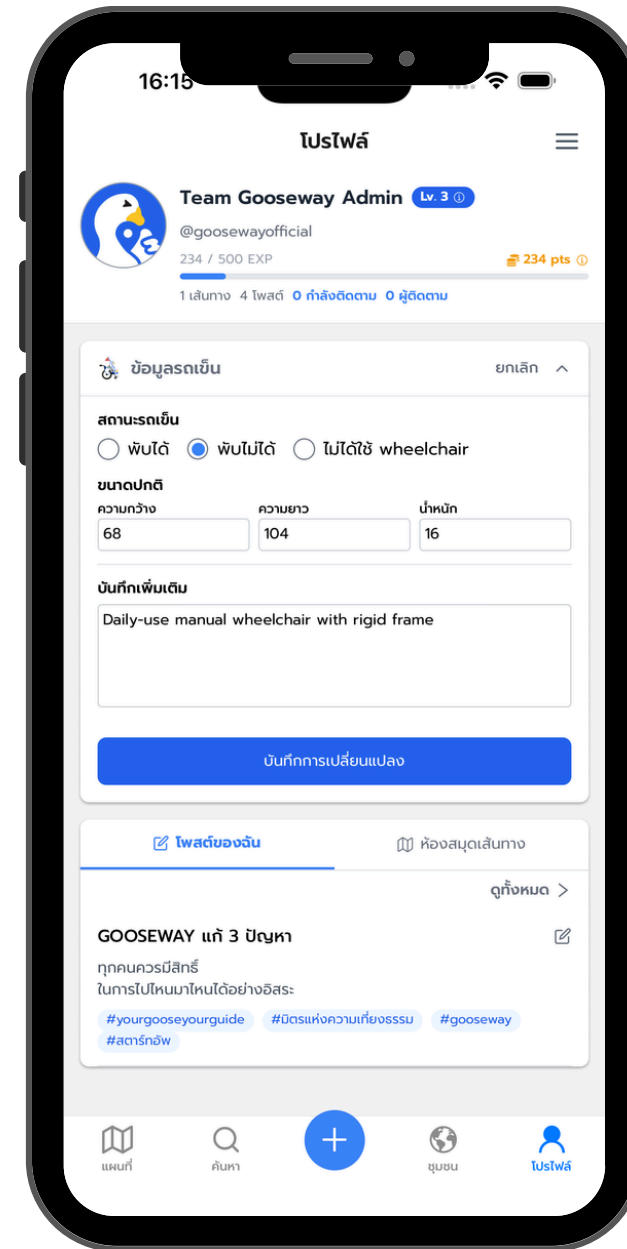 16:15
โปรไฟล์
Team Gooseway Admin Lv. 3
@goosewayofficial
234 / 500 EXP 234 pts
1 เส้นทาง 4 โพสต์ 0 กำลังติดตาม 0 ผู้ติดตาม
ข้อมูลรถเข็น ยกเลิก
สถานะรถเข็น
พับได้ พับไม่ได้ ไม่ได้ใช้ wheelchair
ขนาดปกติ
ความกว้าง ความยาว น้ำหนัก
68 104 16
บันทึกเพิ่มเติม
Daily-use manual wheelchair with rigid frame
บันทึกการเปลี่ยนแปลง
โพสต์ของฉัน ห้องสมุดเส้นทาง
ดูทั้งหมด >
GOOSEWAY แก้ 3 ปัญหา
ทุกคนควรมีสิทธิ์
ในการไปไหนมาไหนได้อย่างอิสระ
#yourgooseyourguide #มิตรแห่งความเที่ยงธรรม #gooseway
#สตาร์ทอัพ
แผนที่ ค้นหา ชุมชน โปรไฟล์